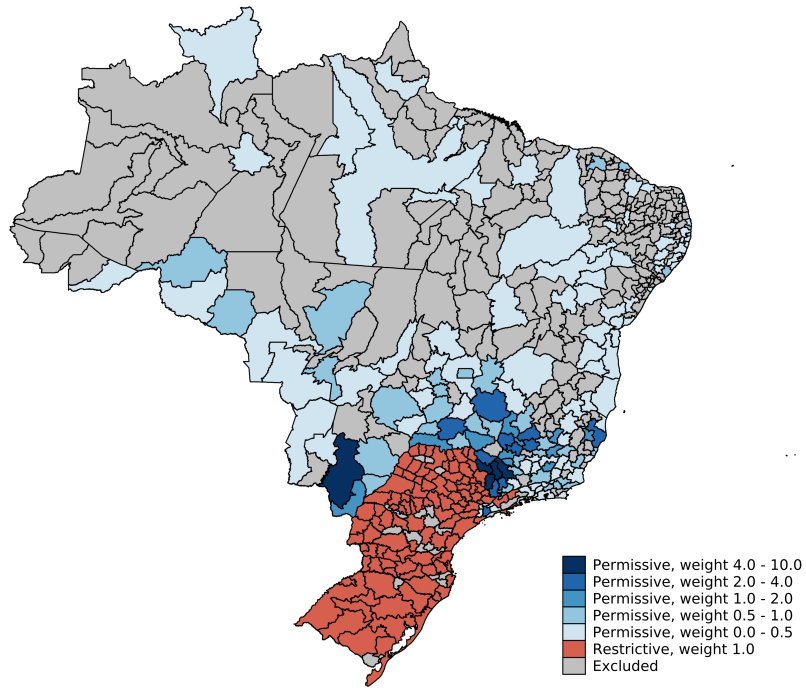 Permissive, weight 4.0 - 10.0
Permissive, weight 2.0 - 4.0
Permissive, weight 1.0 - 2.0
Permissive, weight 0.5 - 1.0
Permissive, weight 0.0 - 0.5
Restrictive, weight 1.0
Excluded